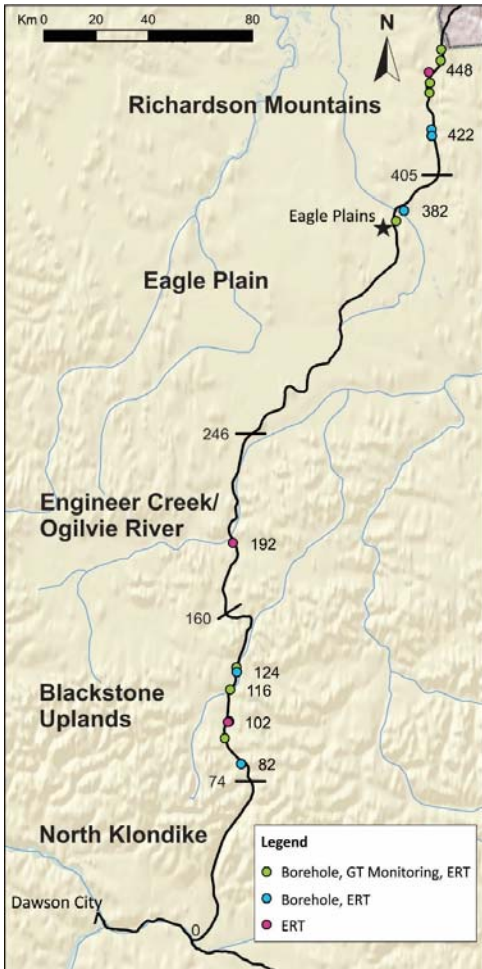 Km 0 40 80
N
448
Richardson Mountains
422
405
382
Eagle Plains
Eagle Plain
246
Engineer Creek/
Ogilvie River
192
160
124
116
Blackstone
Uplands
102
82
74
North Klondike
Legend
Borehole, GT Monitoring, ERT
Borehole, ERT
ERT
Dawson City
0